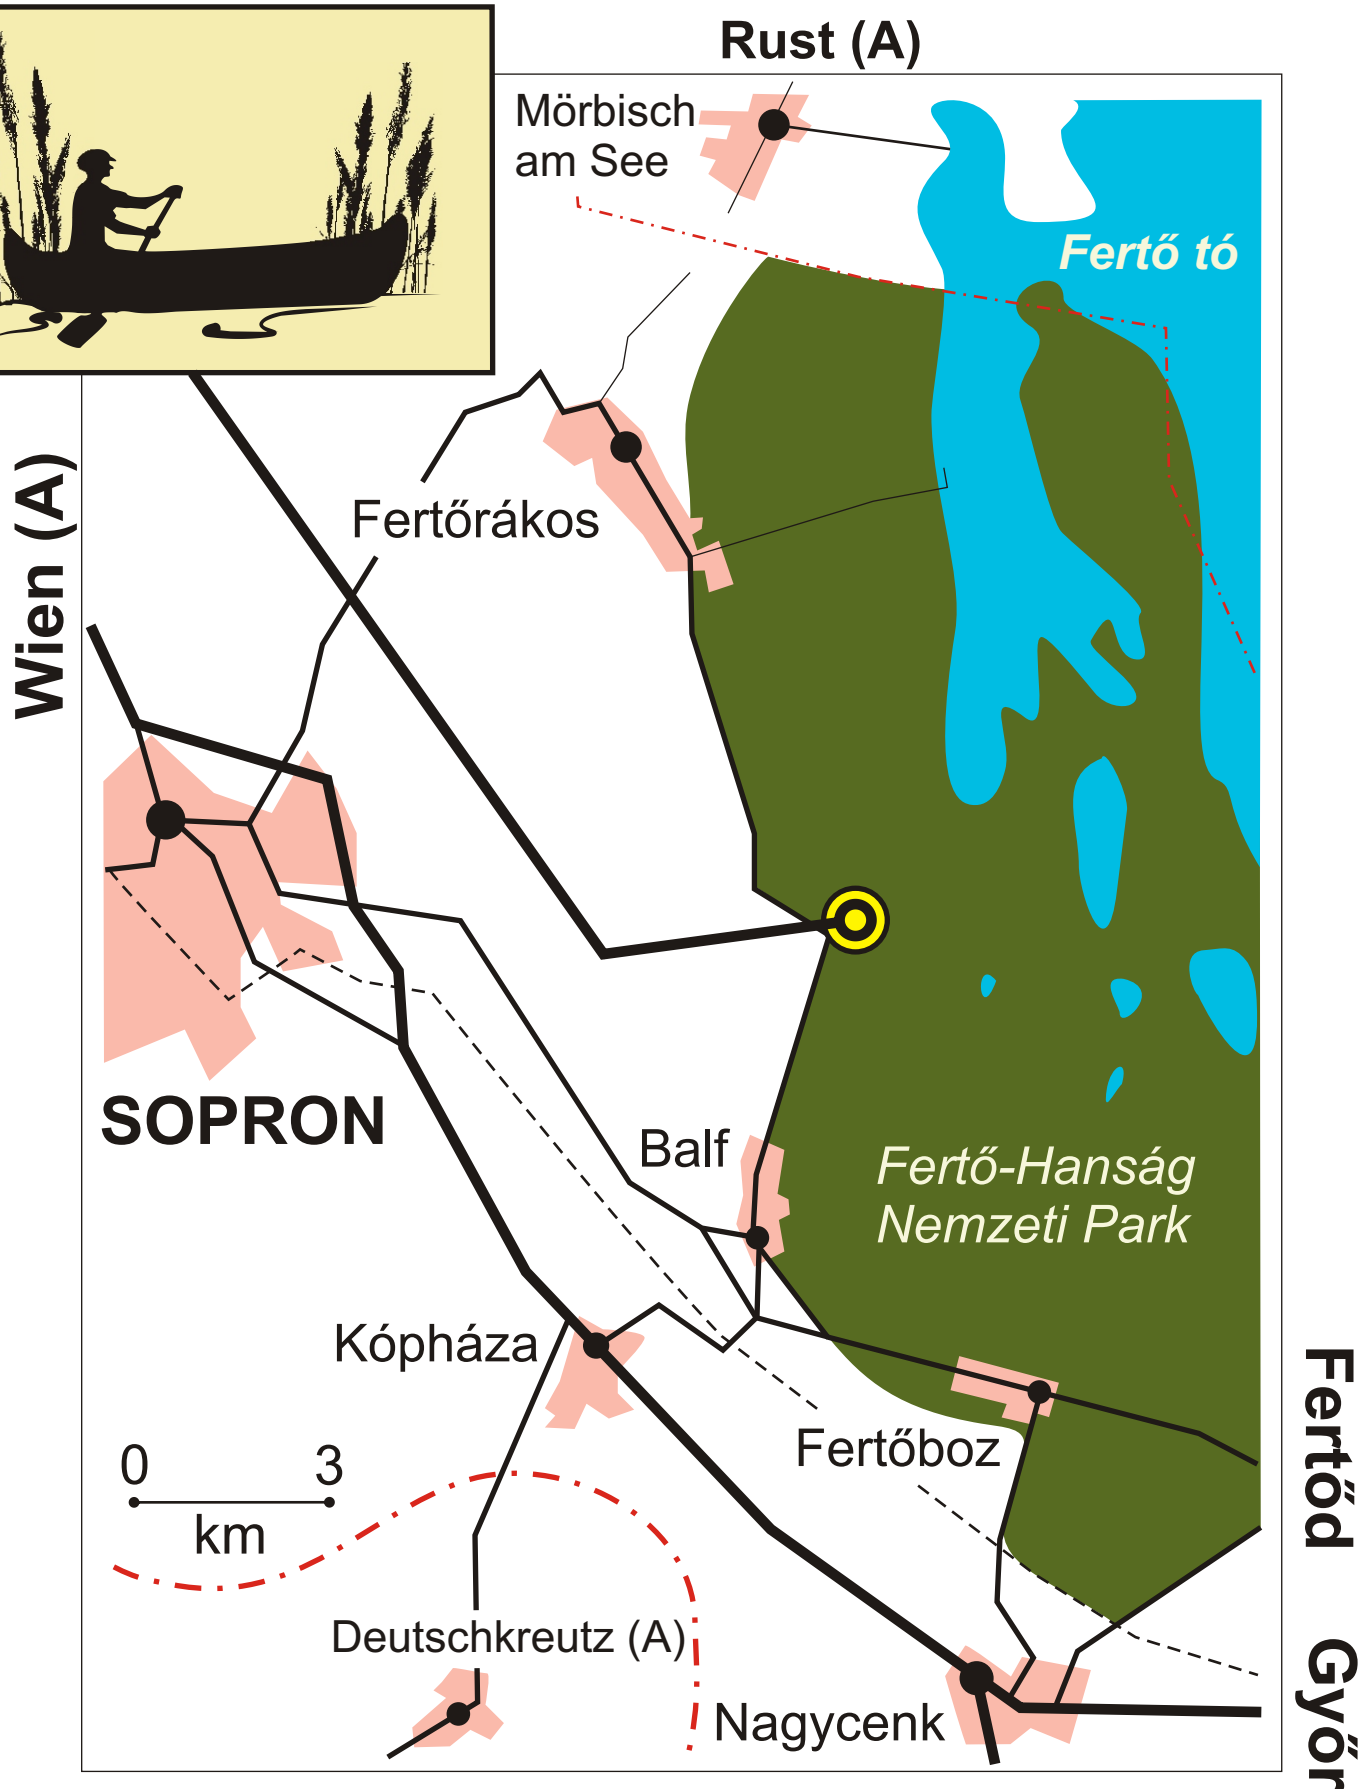 Rust (A)
Mörbisch
am See
Fertő tó
Wien (A)
Fertőrákos
SOPRON
Balf
Fertő-Hanság
Nemzeti Park
Kópháza
Fertőboz
Fertőd
0 3
km
Deutschkreutz (A)
Nagycenk
Győr